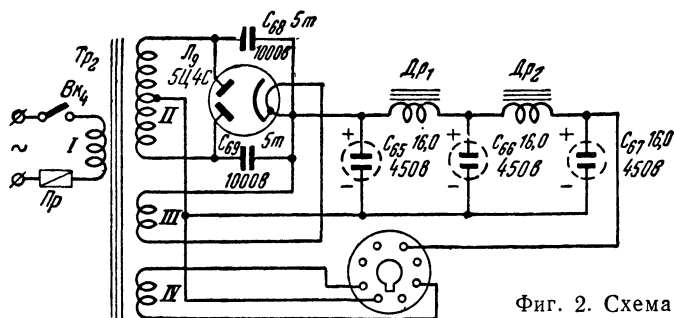 Тр₂
Вк₄
~
I
Пр
II
III
IV
Л₉
5Ц4С
С₆₈ 5т
1000в
С₆₉ 5т
1000в
Др₁
Др₂
+
С₆₅ 16,0
450в
-
+
С₆₆ 16,0
450в
-
+
С₆₇ 16,0
450в
-
Фиг. 2. Схема